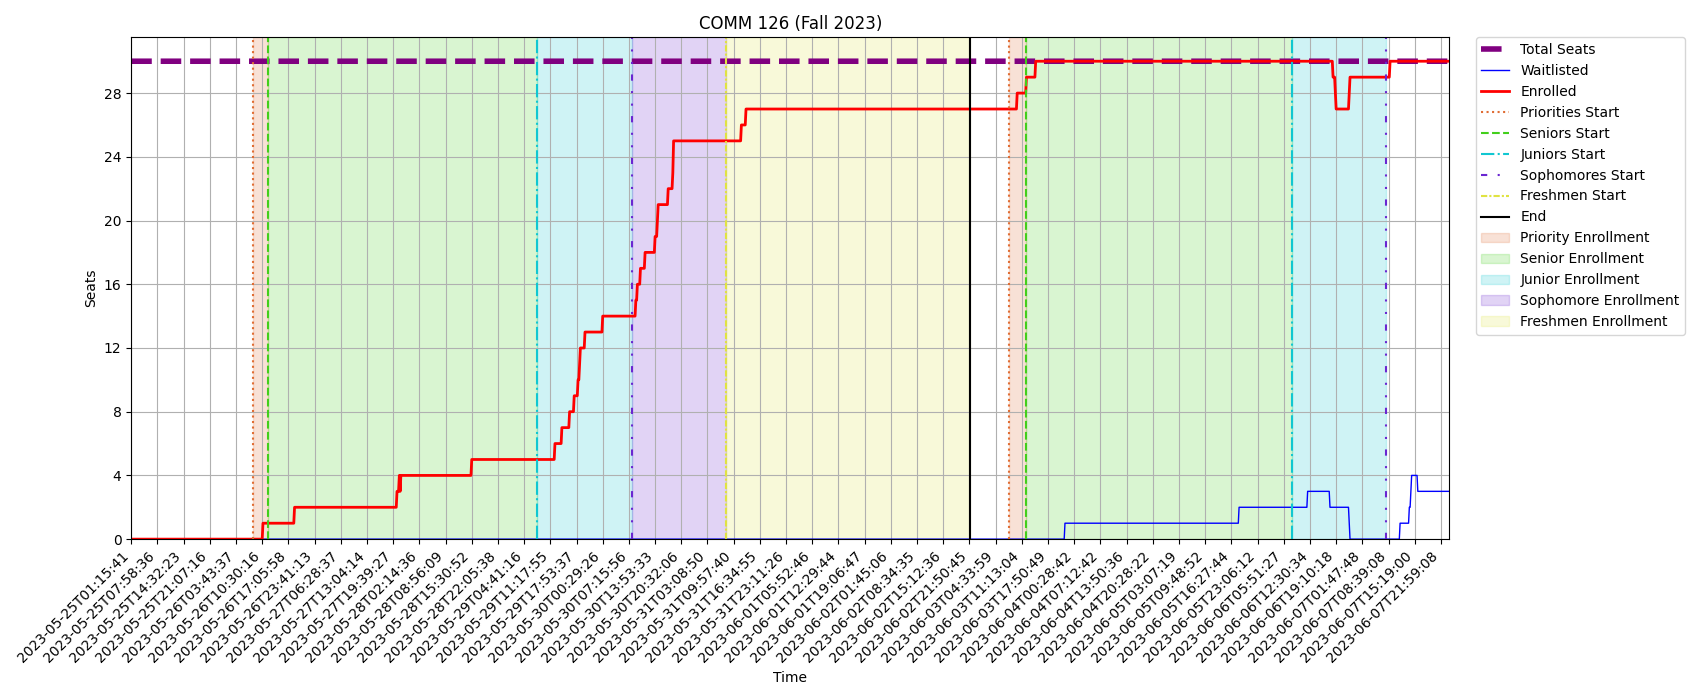 COMM 126 (Fall 2023)
Seats
28
24
20
16
12
8
4
0
2023-05-25T01:15:41
2023-05-25T07:58:36
2023-05-25T14:32:23
2023-05-25T21:07:16
2023-05-26T03:43:37
2023-05-26T10:30:16
2023-05-26T17:05:58
2023-05-26T23:41:13
2023-05-27T06:28:37
2023-05-27T13:04:14
2023-05-27T19:39:27
2023-05-28T02:14:36
2023-05-28T08:56:09
2023-05-28T15:30:52
2023-05-28T22:05:38
2023-05-29T04:41:16
2023-05-29T11:17:55
2023-05-29T17:53:37
2023-05-30T00:29:26
2023-05-30T07:15:56
2023-05-30T13:53:33
2023-05-30T20:32:06
2023-05-31T03:08:50
2023-05-31T09:57:40
2023-05-31T16:34:55
2023-05-31T23:11:26
2023-06-01T05:52:46
2023-06-01T12:29:44
2023-06-01T19:06:47
2023-06-02T01:45:06
2023-06-02T08:34:35
2023-06-02T15:12:36
2023-06-02T21:50:45
2023-06-03T04:33:59
2023-06-03T11:13:04
2023-06-03T17:50:49
2023-06-04T00:28:42
2023-06-04T07:12:42
2023-06-04T13:50:36
2023-06-04T20:28:22
2023-06-05T03:07:19
2023-06-05T09:48:52
2023-06-05T16:27:44
2023-06-05T23:06:12
2023-06-06T05:51:27
2023-06-06T12:30:34
2023-06-06T19:10:18
2023-06-07T01:47:48
2023-06-07T08:39:08
2023-06-07T15:19:00
2023-06-07T21:59:08
Time
Total Seats
Waitlisted
Enrolled
Priorities Start
Seniors Start
Juniors Start
Sophomores Start
Freshmen Start
End
Priority Enrollment
Senior Enrollment
Junior Enrollment
Sophomore Enrollment
Freshmen Enrollment